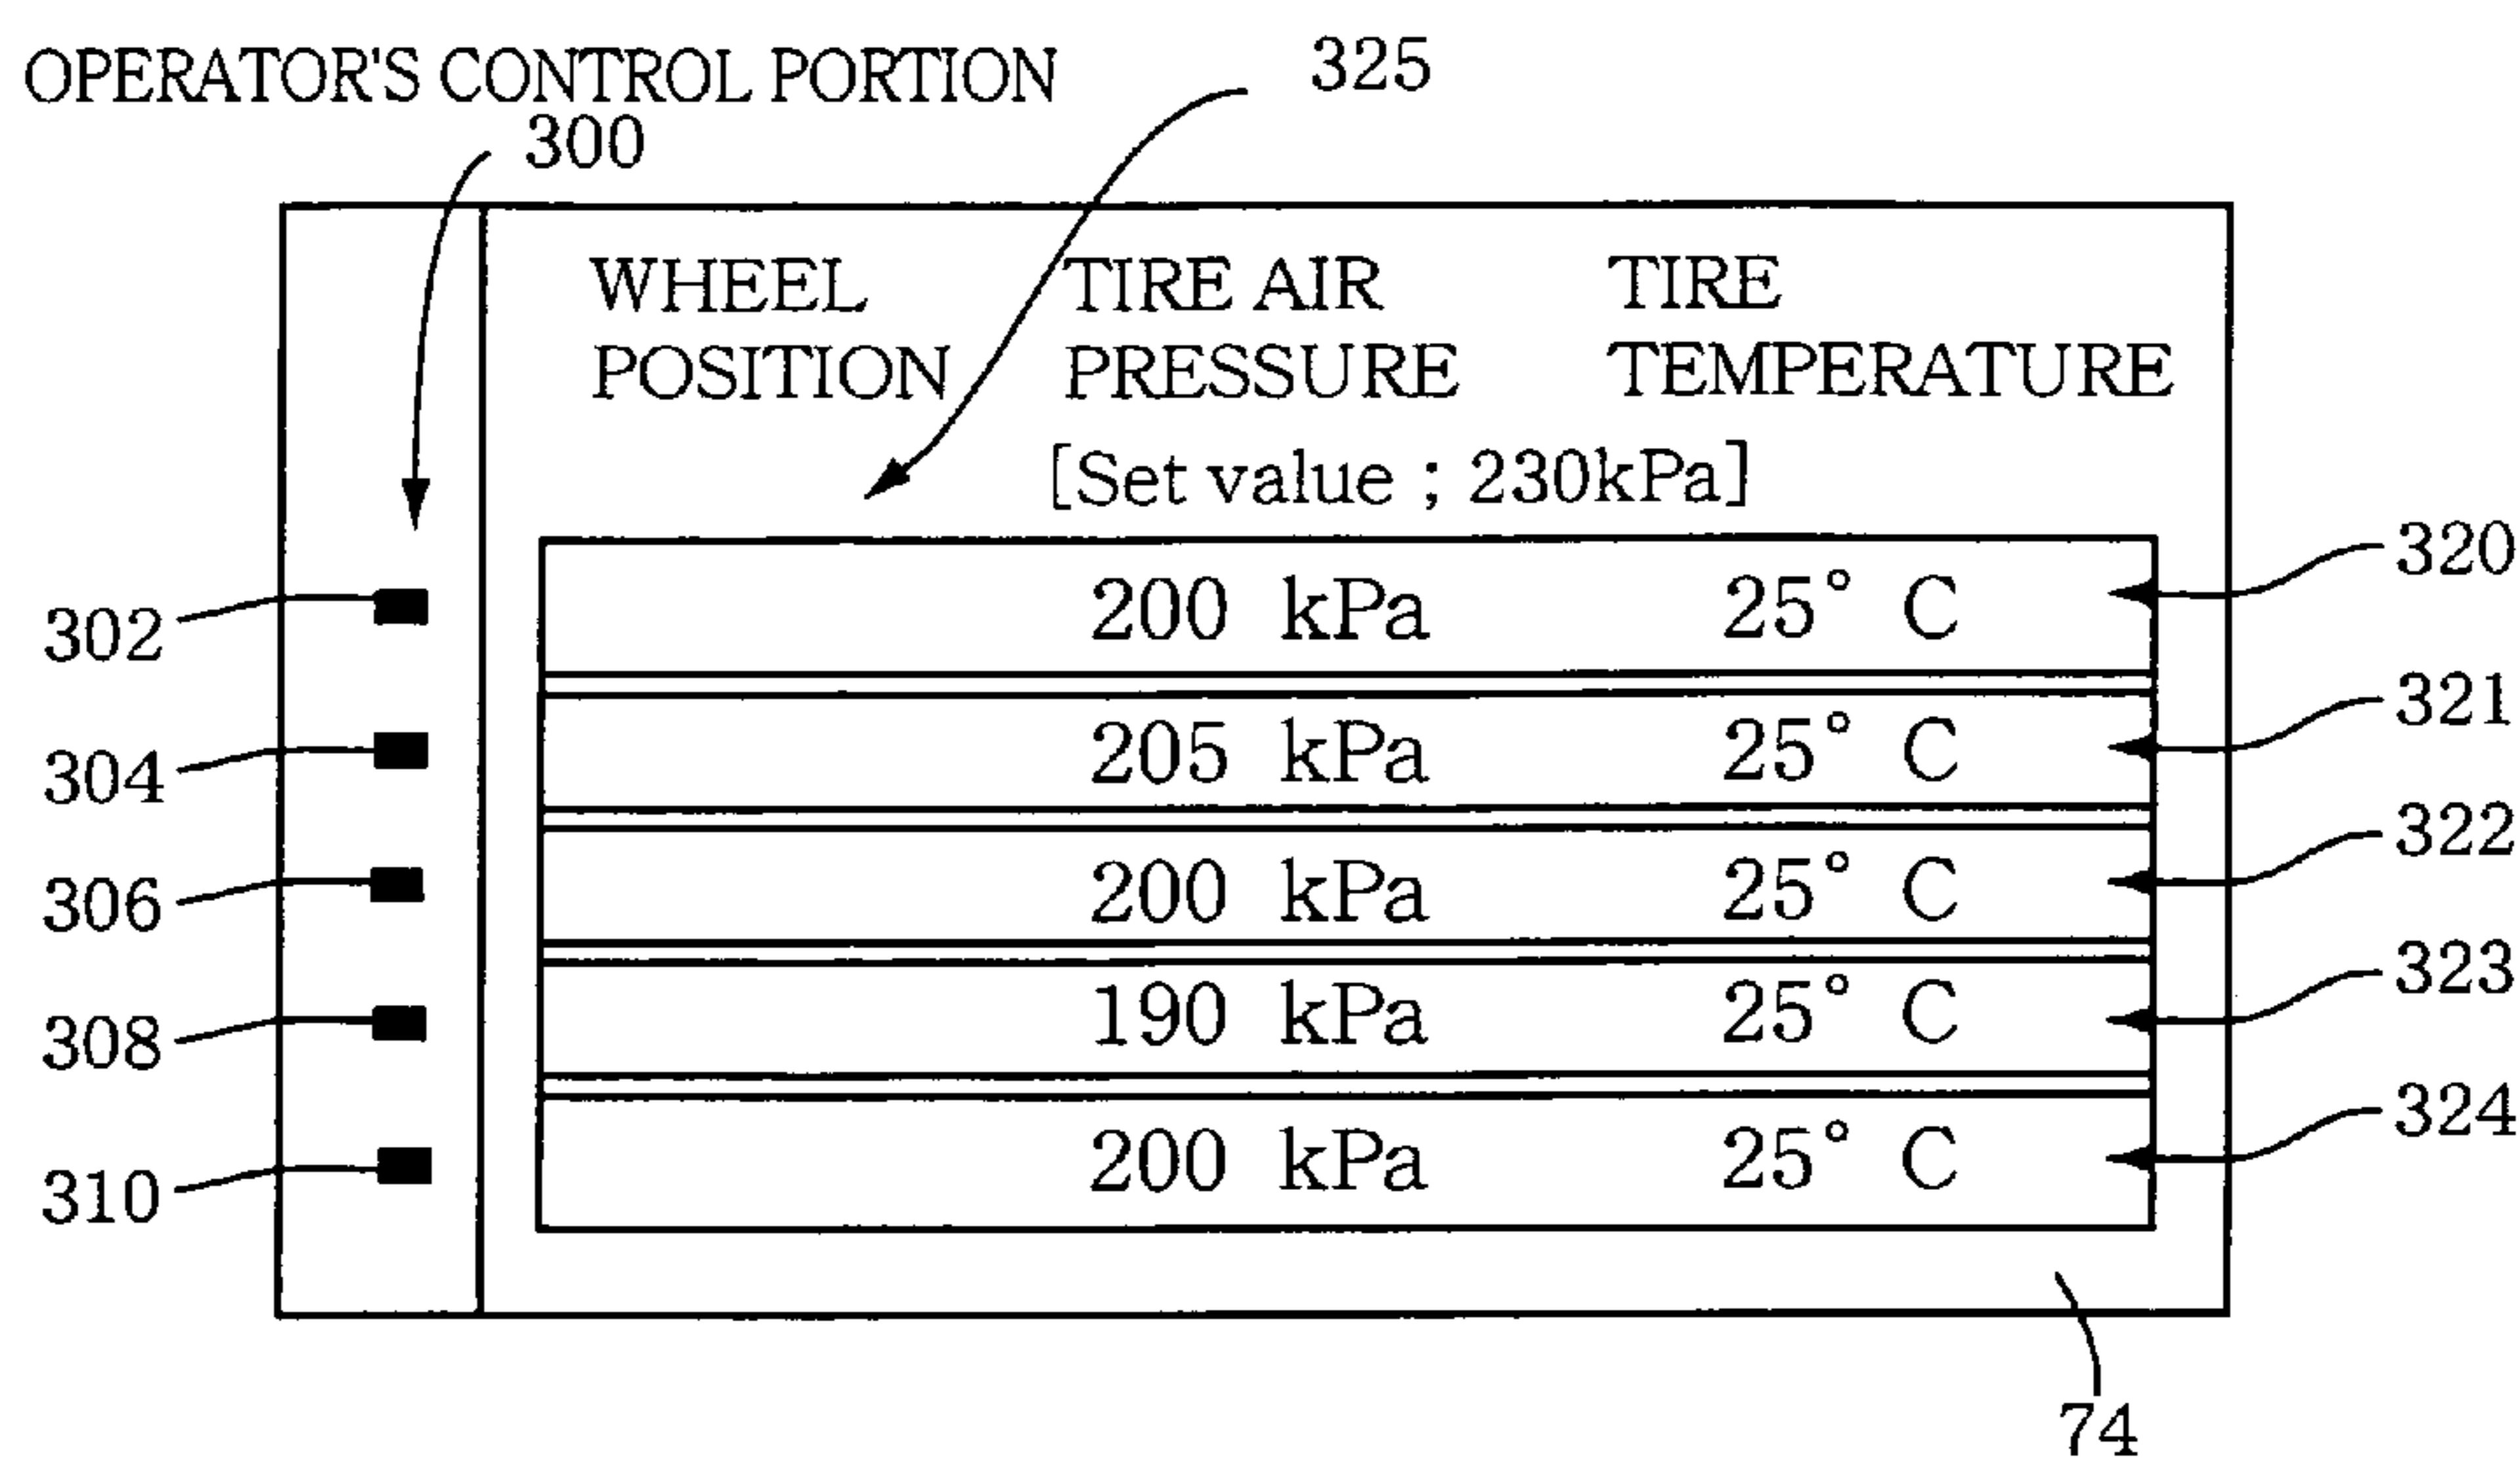 OPERATOR'S CONTROL PORTION
325
300
WHEEL POSITION
TIRE AIR PRESSURE
TIRE TEMPERATURE
[Set value ; 230kPa]
302
200 kPa 25° C
320
304
205 kPa 25° C
321
306
200 kPa 25° C
322
308
190 kPa 25° C
323
310
200 kPa 25° C
324
74